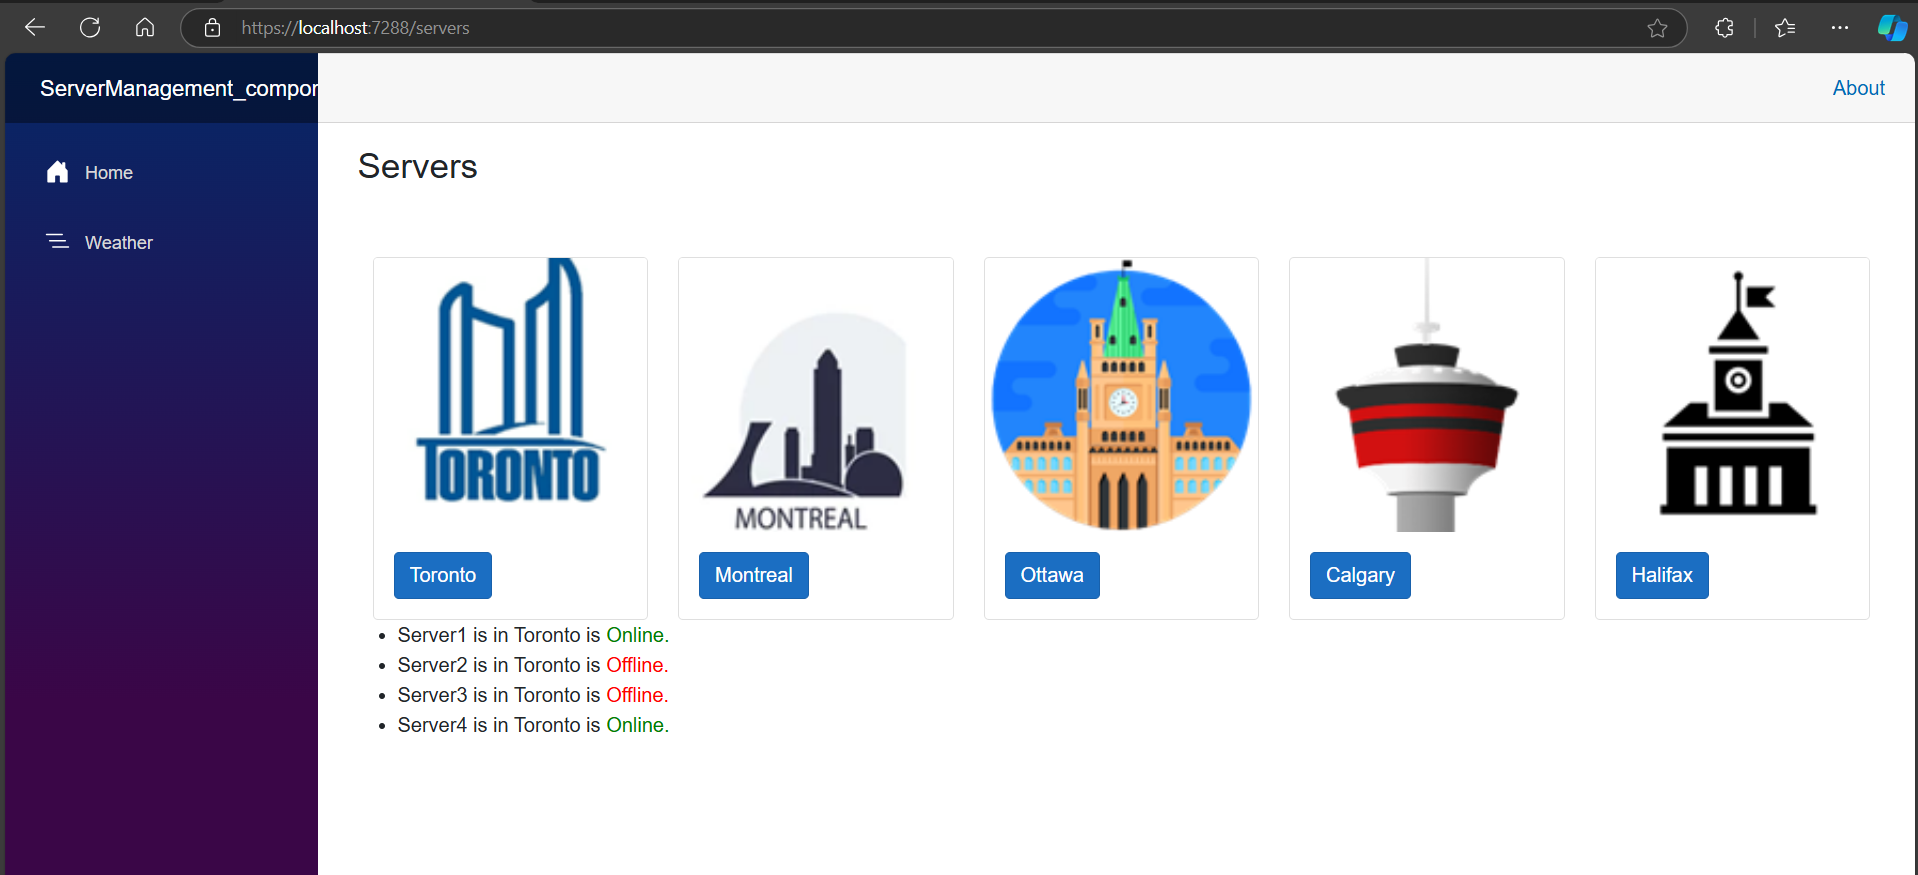 https://localhost:7288/servers
ServerManagement_compor
About
Home
Weather
Servers
TORONTO
MONTREAL
Toronto
Montreal
Ottawa
Calgary
Halifax
Server1 is in Toronto is Online.
Server2 is in Toronto is Offline.
Server3 is in Toronto is Offline.
Server4 is in Toronto is Online.